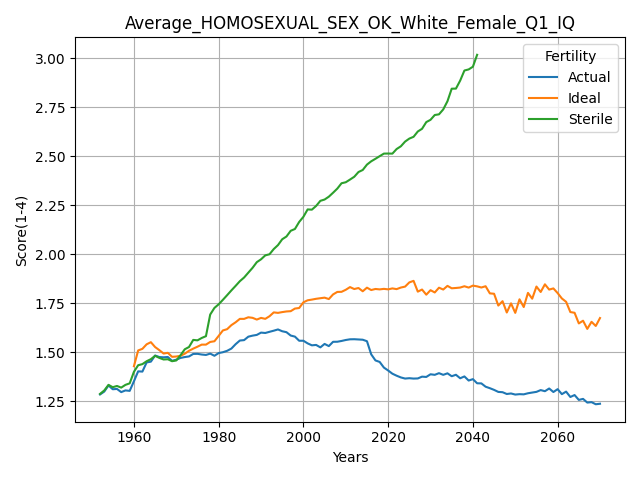 Average_HOMOSEXUAL_SEX_OK_White_Female_Q1_IQ
Fertility
Actual
Ideal
Sterile
Score(1-4)
3.00
2.75
2.50
2.25
2.00
1.75
1.50
1.25
1960 1980 2000 2020 2040 2060
Years